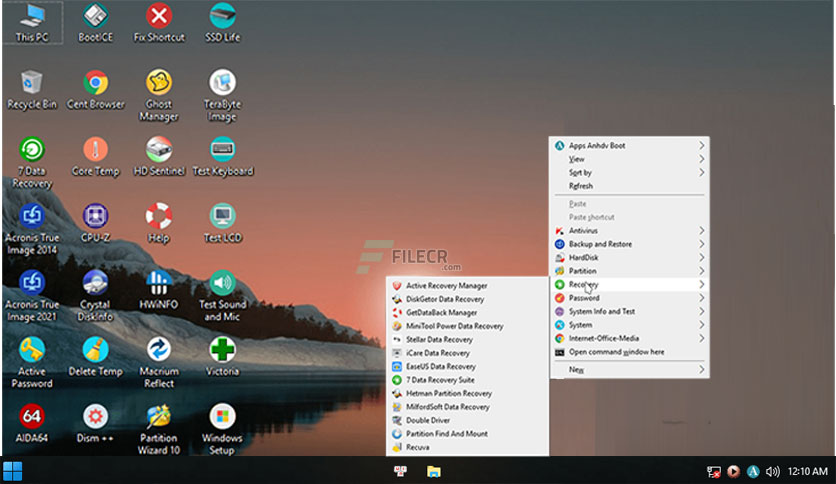 This PC
BootICE
Fix Shortcut
SSD Life
Recycle Bin
Cent Browser
Ghost
Manager
TeraByte
Image
7 Data
Recovery
Core Temp
HD Sentinel
Test Keyboard
Acronis True
Image 2014
CPU-Z
Help
Test LCD
Acronis True
Image 2021
Crystal
DiskInfo
HWiNFO
Test Sound
and Mic
Active
Password
Delete Temp
Macrium
Reflect
Victoria
64
AIDA64
Dism ++
Partition
Wizard 10
Windows
Setup
FILECR
.com
Apps Anhdv Boot
View
Sort by
Refresh
Paste
Paste shortcut
Antivirus
Backup and Restore
HardDisk
Partition
Recovery
Password
System Info and Test
System
Internet-Office-Media
Open command window here
New
Active Recovery Manager
DiskGetor Data Recovery
GetDataBack Manager
MiniTool Power Data Recovery
Stellar Data Recovery
iCare Data Recovery
EaseUS Data Recovery
7 Data Recovery Suite
Hetman Partition Recovery
MilfordSoft Data Recovery
Double Driver
Partition Find And Mount
Recuva
12:10 AM